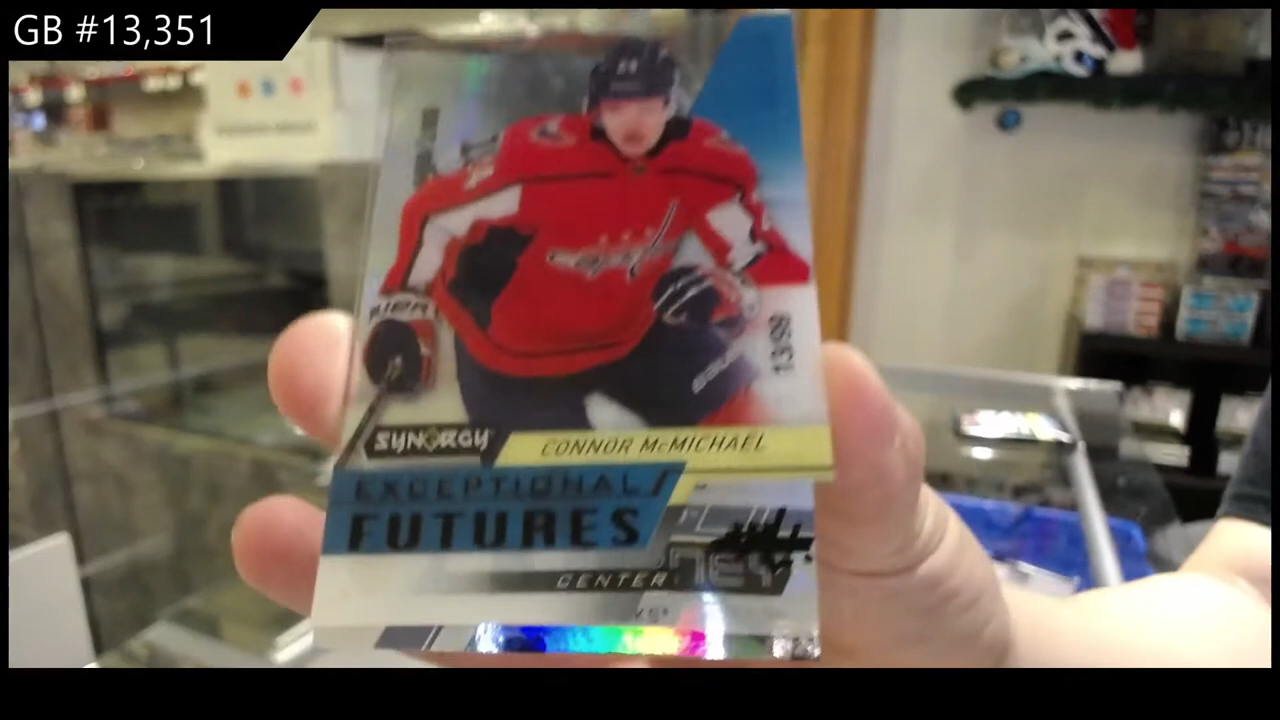 GB #13,351
SYNERGY
CONNOR McMICHAEL
EXCEPTIONAL
FUTURES
CENTER